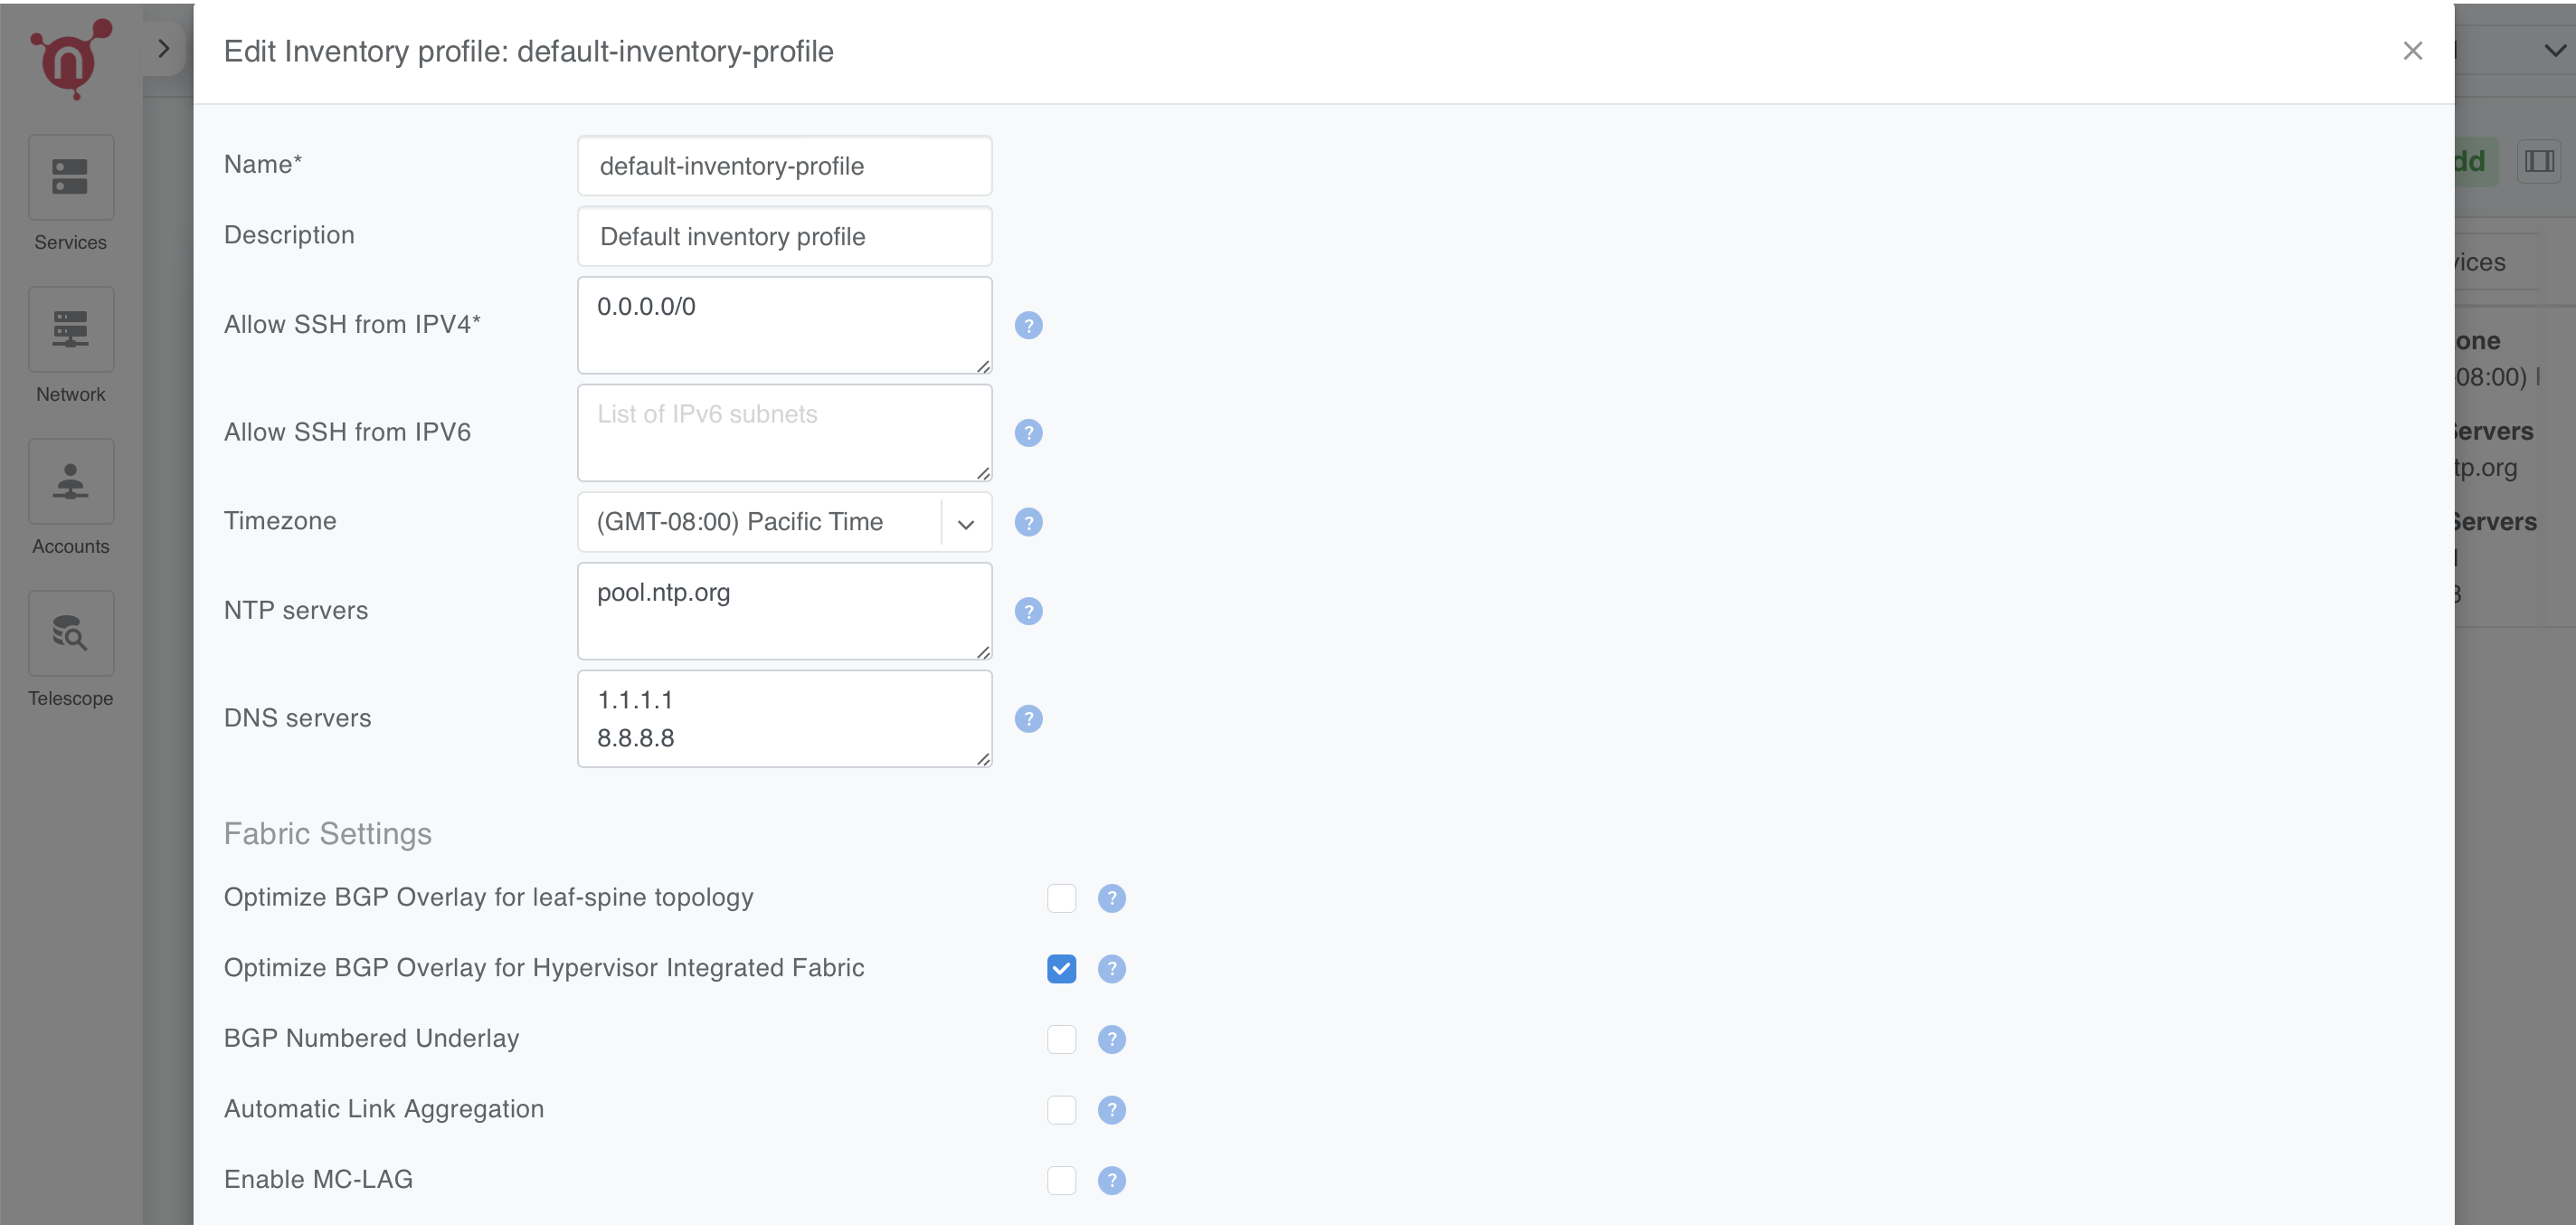 Edit Inventory profile: default-inventory-profile
Services
Network
Accounts
Telescope
Name*
default-inventory-profile
Description
Default inventory profile
Allow SSH from IPV4*
0.0.0.0/0
Allow SSH from IPV6
List of IPv6 subnets
Timezone
(GMT-08:00) Pacific Time
NTP servers
pool.ntp.org
DNS servers
1.1.1.1
8.8.8.8
Fabric Settings
Optimize BGP Overlay for leaf-spine topology
Optimize BGP Overlay for Hypervisor Integrated Fabric
BGP Numbered Underlay
Automatic Link Aggregation
Enable MC-LAG
dd
vices
one
08:00)
Servers
tp.org
Servers